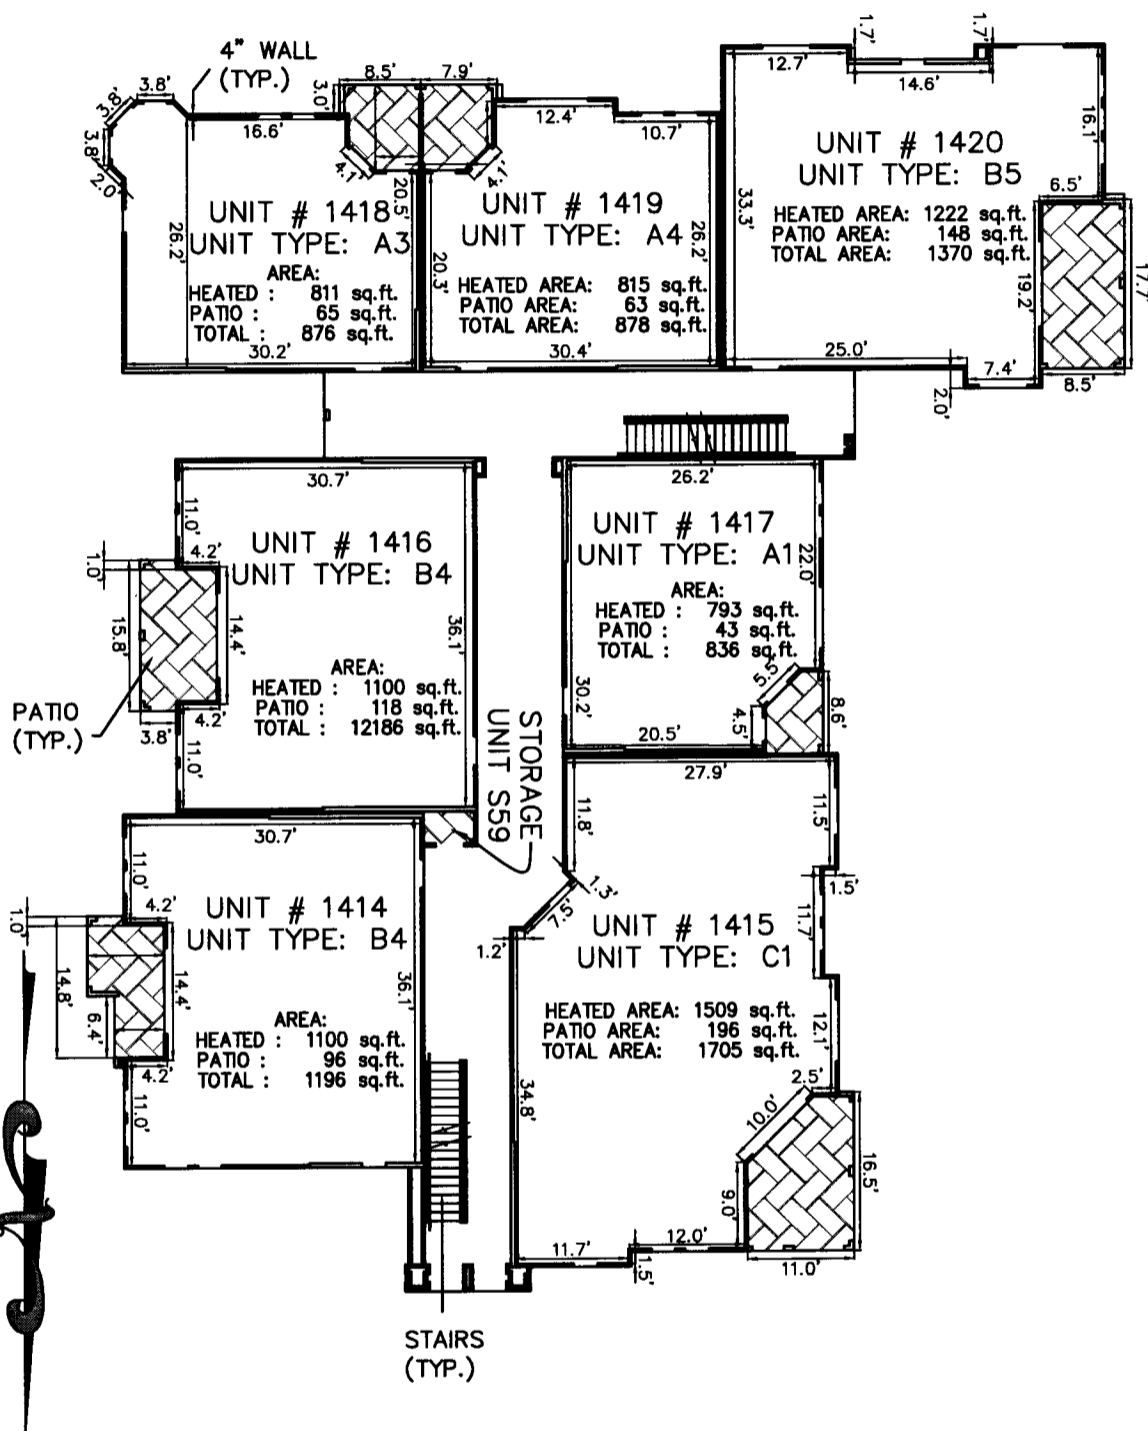 4" WALL
(TYP.)
3.8'
3.8'
3.8'
2.0'
16.6'
3.0'
8.5'
7.9'
4.1'
4.1'
12.4'
10.7'
26.2'
20.5'
20.3'
26.2'
UNIT # 1418
UNIT TYPE: A3
AREA:
HEATED : 811 sq.ft.
PATIO : 65 sq.ft.
TOTAL : 876 sq.ft.
30.2'
UNIT # 1419
UNIT TYPE: A4
HEATED AREA: 815 sq.ft.
PATIO AREA: 63 sq.ft.
TOTAL AREA: 878 sq.ft.
30.4'
1.7'
1.7'
12.7'
14.6'
16.1'
33.3'
UNIT # 1420
UNIT TYPE: B5
HEATED AREA: 1222 sq.ft.
PATIO AREA: 148 sq.ft.
TOTAL AREA: 1370 sq.ft.
6.5'
17.7'
19.2'
25.0'
7.4'
8.5'
2.0'
30.7'
11.0'
4.2'
1.0'
UNIT # 1416
UNIT TYPE: B4
15.8'
14.4'
36.1'
AREA:
HEATED : 1100 sq.ft.
PATIO : 118 sq.ft.
TOTAL : 12186 sq.ft.
4.2'
3.8'
11.0'
PATIO
(TYP.)
STORAGE
UNIT S59
26.2'
UNIT # 1417
UNIT TYPE: A1
22.0'
AREA:
HEATED : 793 sq.ft.
PATIO : 43 sq.ft.
TOTAL : 836 sq.ft.
30.2'
5.5'
4.5'
8.6'
20.5'
30.7'
11.0'
4.2'
1.0'
UNIT # 1414
UNIT TYPE: B4
14.8'
14.4'
6.4'
36.1'
AREA:
HEATED : 1100 sq.ft.
PATIO : 96 sq.ft.
TOTAL : 1196 sq.ft.
4.2'
11.0'
27.9'
11.8'
11.5'
1.3'
7.5'
1.5'
11.7'
1.2'
UNIT # 1415
UNIT TYPE: C1
HEATED AREA: 1509 sq.ft.
PATIO AREA: 196 sq.ft.
TOTAL AREA: 1705 sq.ft.
12.1'
2.5'
34.8'
10.0'
16.5'
9.0'
11.7'
12.0'
1.5'
11.0'
STAIRS
(TYP.)